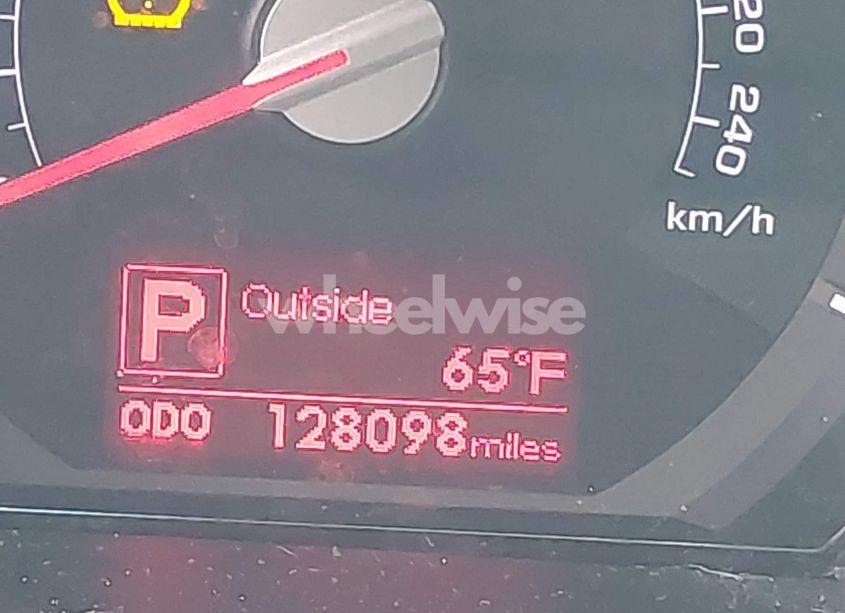 20
240
km/h
P
Outside
wheelwise
65°F
ODO 128098 miles